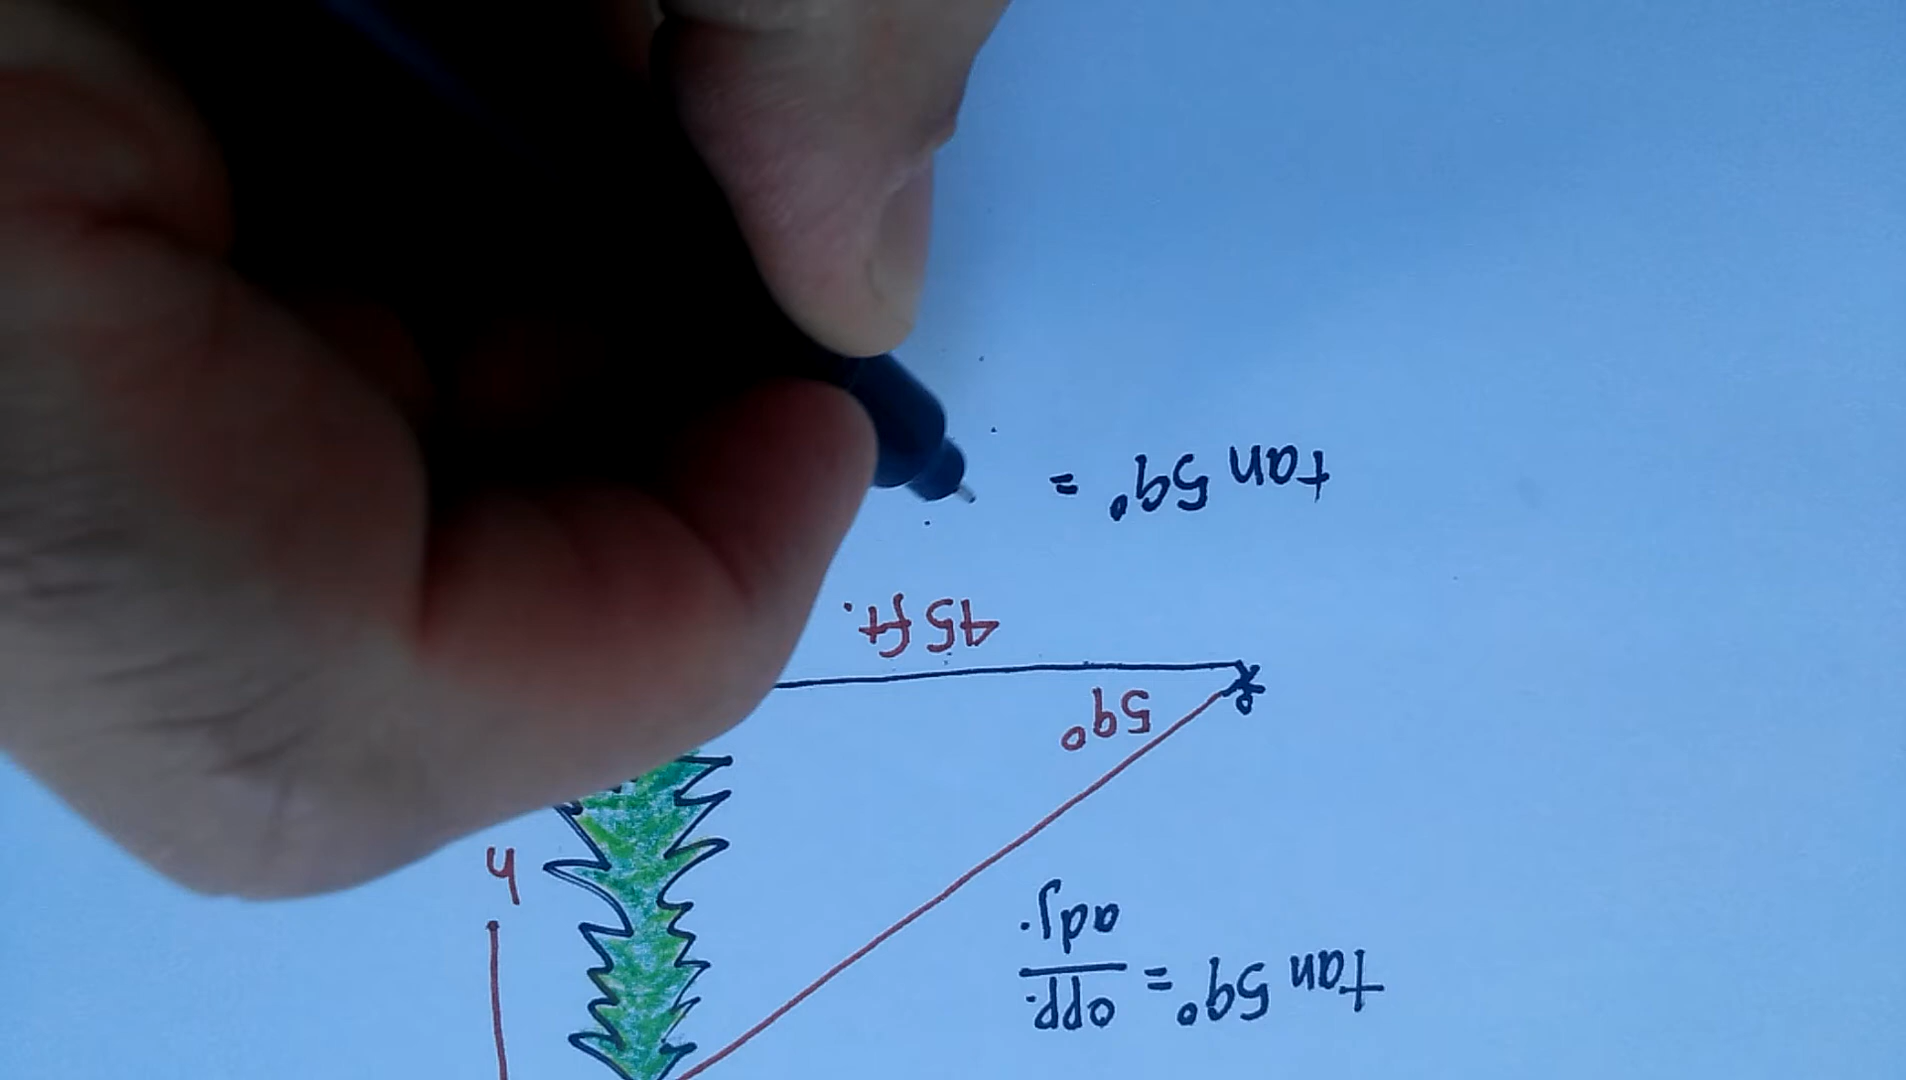 tan 59° = opp.
adj.
h
59°
45 ft.
tan 59° =